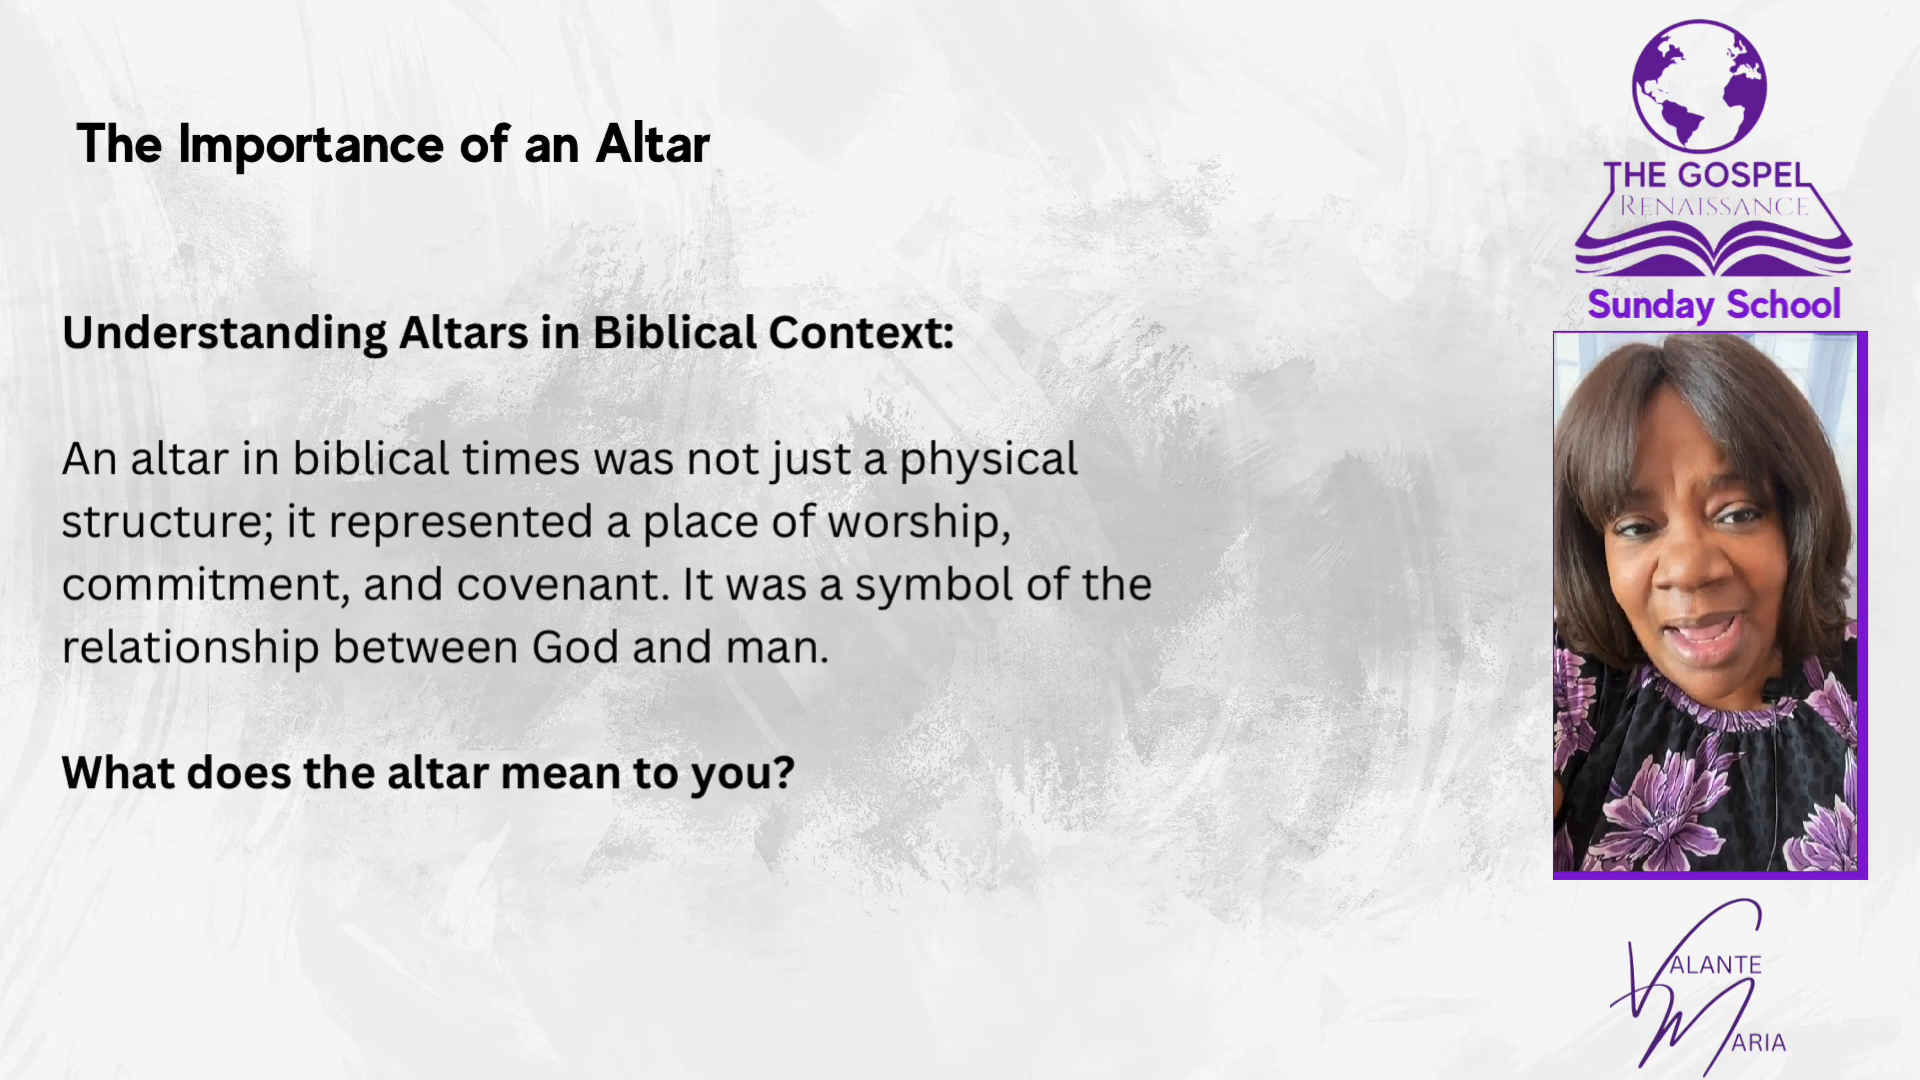 The Importance of an Altar
Understanding Altars in Biblical Context:
An altar in biblical times was not just a physical
structure; it represented a place of worship,
commitment, and covenant. It was a symbol of the
relationship between God and man.
What does the altar mean to you?
THE GOSPEL
RENAISSANCE
Sunday School
VALANTE
MARIA